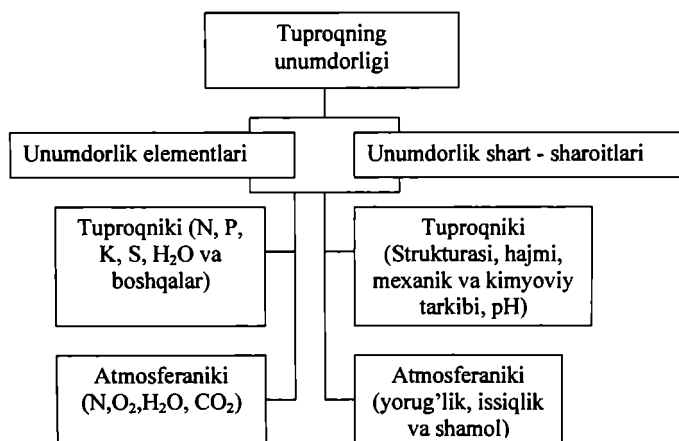 Tuproqning
unumdorligi
Unumdorlik elementlari
Unumdorlik shart - sharoitlari
Tuproqniki (N, P,
K, S, H₂O va
boshqalar)
Tuproqniki
(Strukturasi, hajmi,
mexanik va kimyoviy
tarkibi, pH)
Atmosferaniki
(N,O₂,H₂O, CO₂)
Atmosferaniki
(yorug’lik, issiqlik
va shamol)